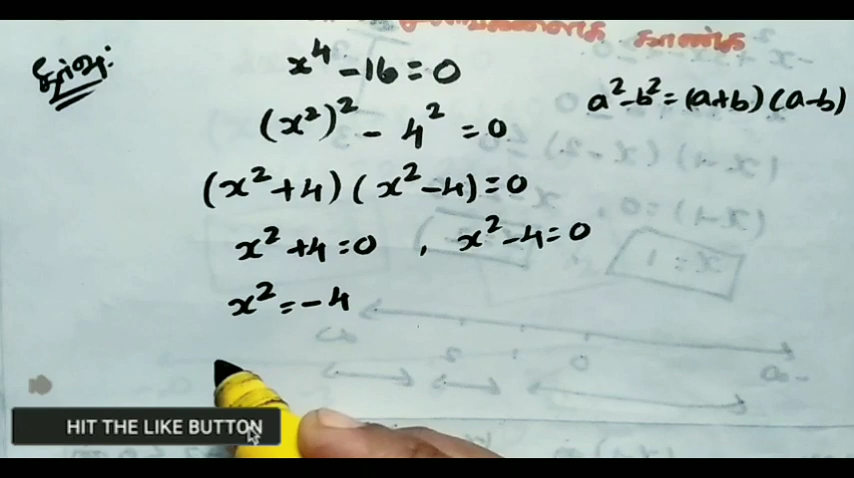 காண்க
தீர்வு:
x⁴ - 16 = 0
(x²)² - 4² = 0
a² - b² = (a+b) (a-b)
(x² + 4) (x² - 4) = 0
x² + 4 = 0 , x² - 4 = 0
x² = - 4
HIT THE LIKE BUTTON